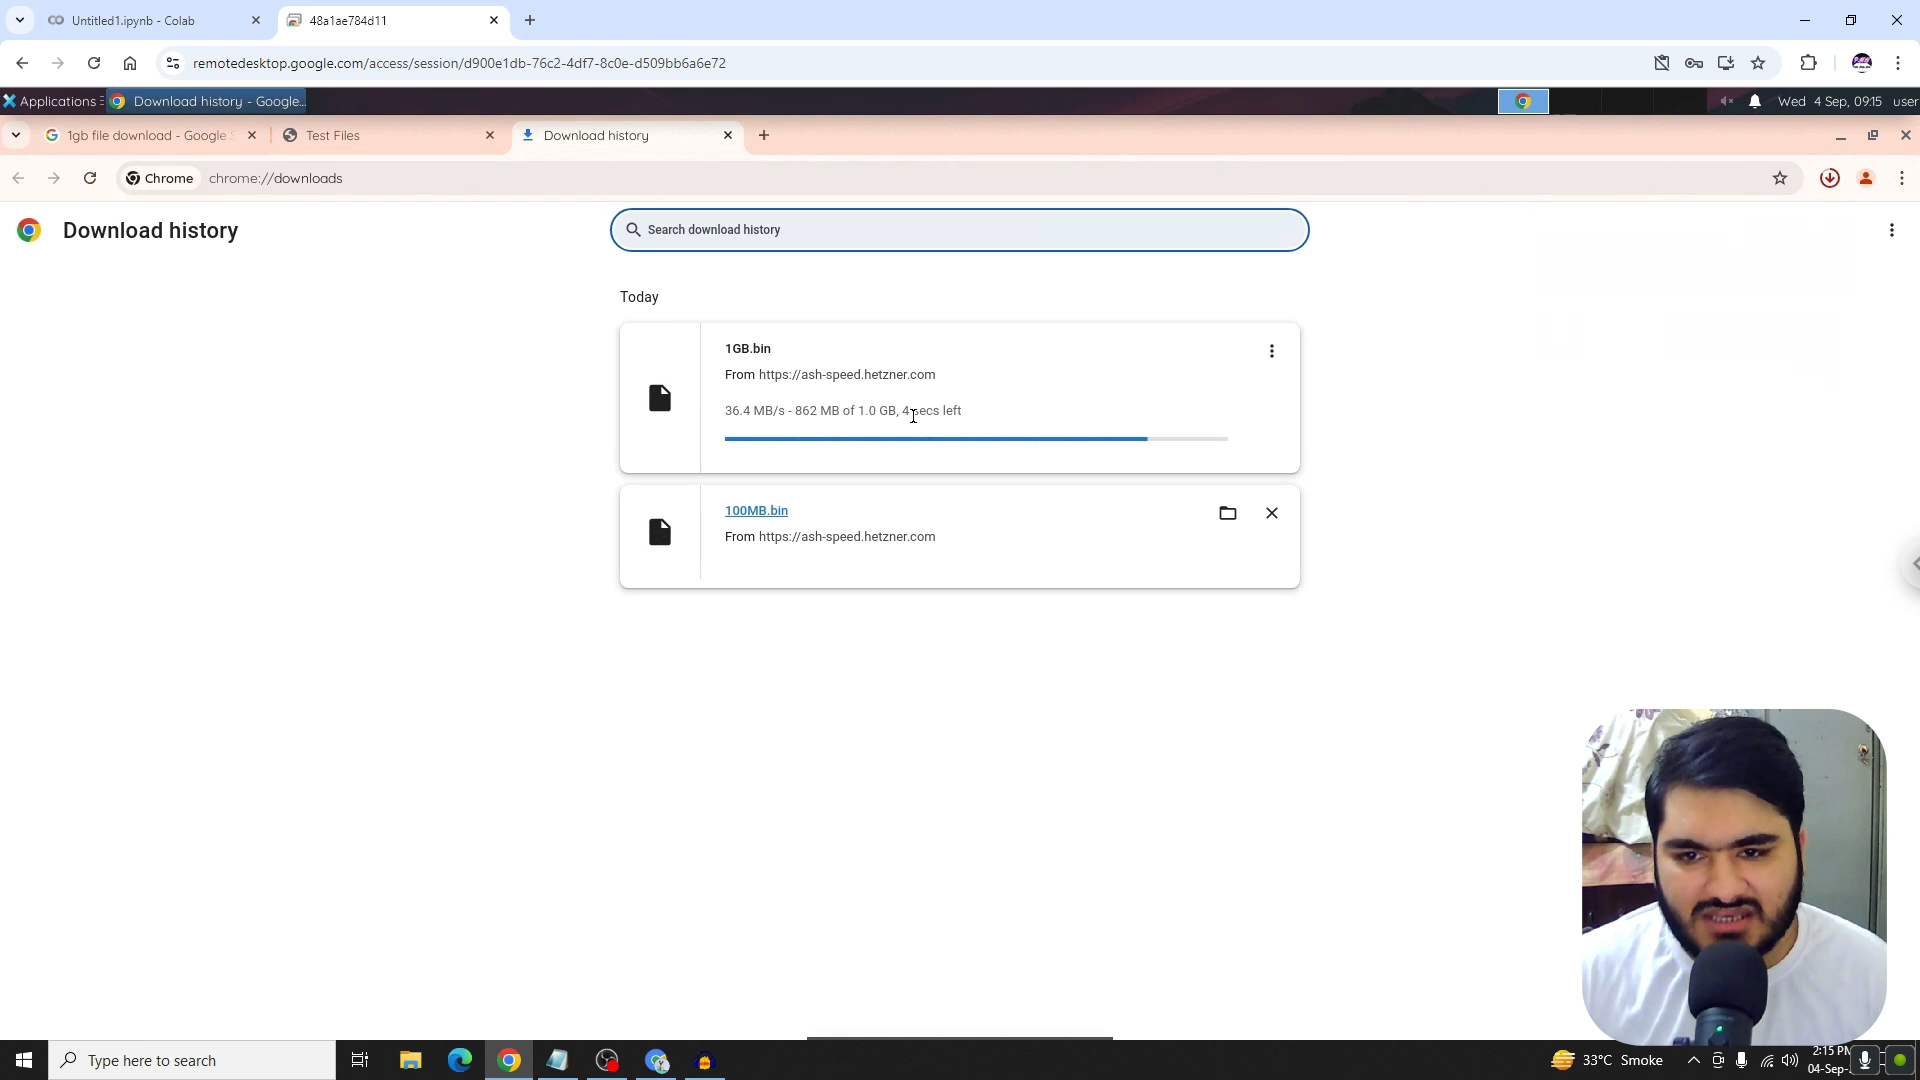 Untitled1.ipynb - Colab
48a1ae784d11
remotedesktop.google.com/access/session/d900e1db-76c2-4df7-8c0e-d509bb6a6e72
Applications
Download history - Google...
Wed 4 Sep, 09:15 user
1gb file download - Google S
Test Files
Download history
Chrome
chrome://downloads
Download history
Search download history
Today
1GB.bin
From https://ash-speed.hetzner.com
36.4 MB/s - 862 MB of 1.0 GB, 4 secs left
100MB.bin
From https://ash-speed.hetzner.com
Type here to search
33°C Smoke
2:15 PM
04-Sep-